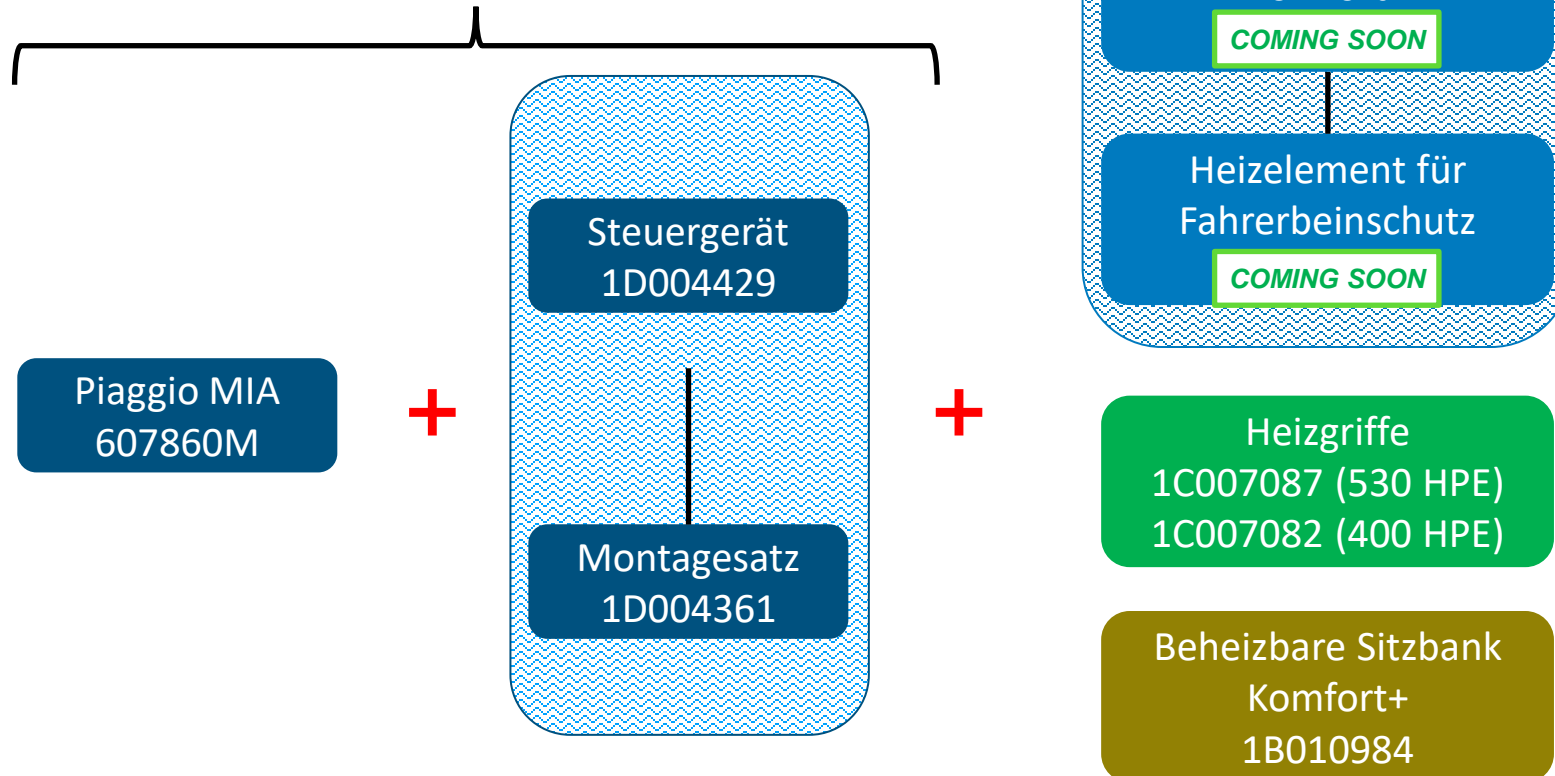 COMING SOON
Heizelement für
Fahrerbeinschutz
COMING SOON
Steuergerät
1D004429
Piaggio MIA
607860M
Montagesatz
1D004361
Heizgriffe
1C007087 (530 HPE)
1C007082 (400 HPE)
Beheizbare Sitzbank
Komfort+
1B010984